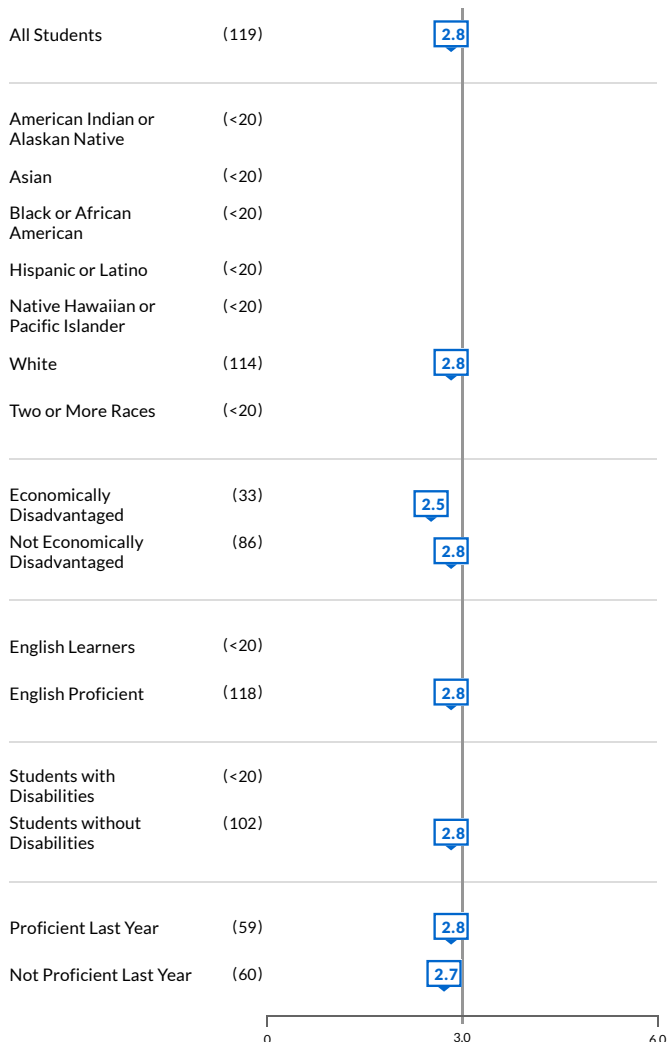 All Students (119) 2.8
American Indian or
Alaskan Native (<20)
Asian (<20)
Black or African
American (<20)
Hispanic or Latino (<20)
Native Hawaiian or
Pacific Islander (<20)
White (114) 2.8
Two or More Races (<20)
Economically
Disadvantaged (33) 2.5
Not Economically
Disadvantaged (86) 2.8
English Learners (<20)
English Proficient (118) 2.8
Students with
Disabilities (<20)
Students without
Disabilities (102) 2.8
Proficient Last Year (59) 2.8
Not Proficient Last Year (60) 2.7
0 3.0 6.0